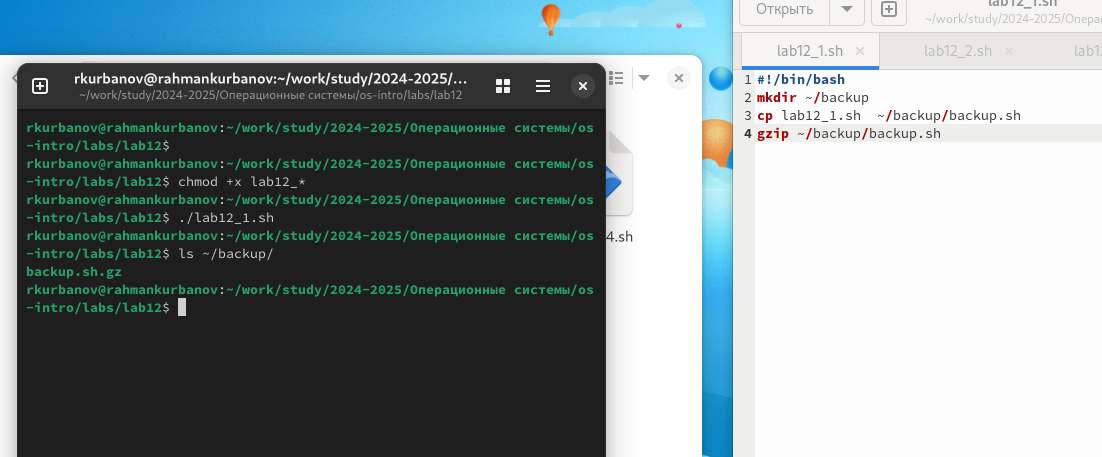 rkurbanov@rahmankurbanov:~/work/study/2024-2025/...
~/work/study/2024-2025/Операционные системы/os-intro/labs/lab12
rkurbanov@rahmankurbanov:~/work/study/2024-2025/Операционные системы/os
-intro/labs/lab12$
rkurbanov@rahmankurbanov:~/work/study/2024-2025/Операционные системы/os
-intro/labs/lab12$ chmod +x lab12_*
rkurbanov@rahmankurbanov:~/work/study/2024-2025/Операционные системы/os
-intro/labs/lab12$ ./lab12_1.sh
rkurbanov@rahmankurbanov:~/work/study/2024-2025/Операционные системы/os
-intro/labs/lab12$ ls ~/backup/
backup.sh.gz
rkurbanov@rahmankurbanov:~/work/study/2024-2025/Операционные системы/os
-intro/labs/lab12$
4.sh
Открыть
lab12_1.sh
~/work/study/2024-2025/Опера
lab12_1.sh
lab12_2.sh
lab1
1 #!/bin/bash
2 mkdir ~/backup
3 cp lab12_1.sh  ~/backup/backup.sh
4 gzip ~/backup/backup.sh